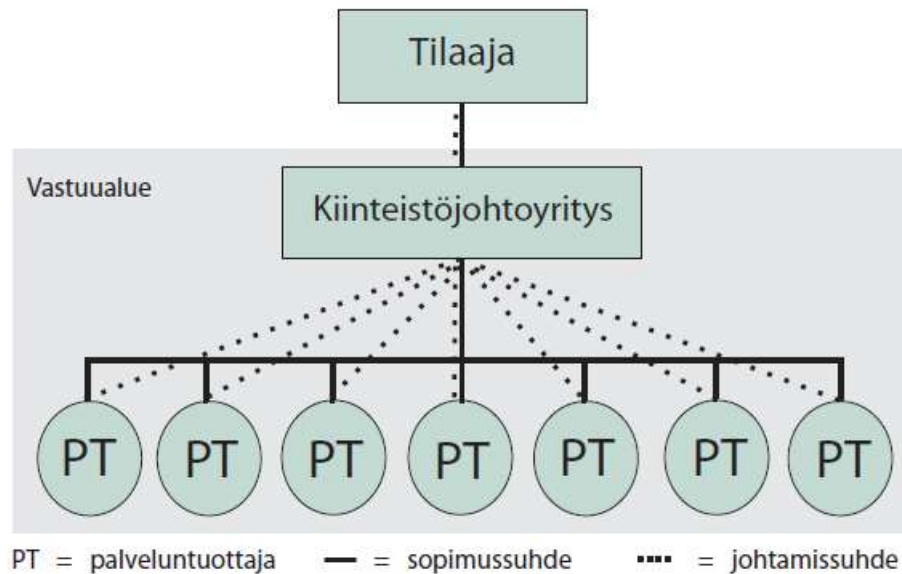 Tilaaja
Vastuualue
Kiinteistöjohtoyritys
PT PT PT PT PT PT PT
PT = palveluntuottaja = sopimussuhde = johtamissuhde